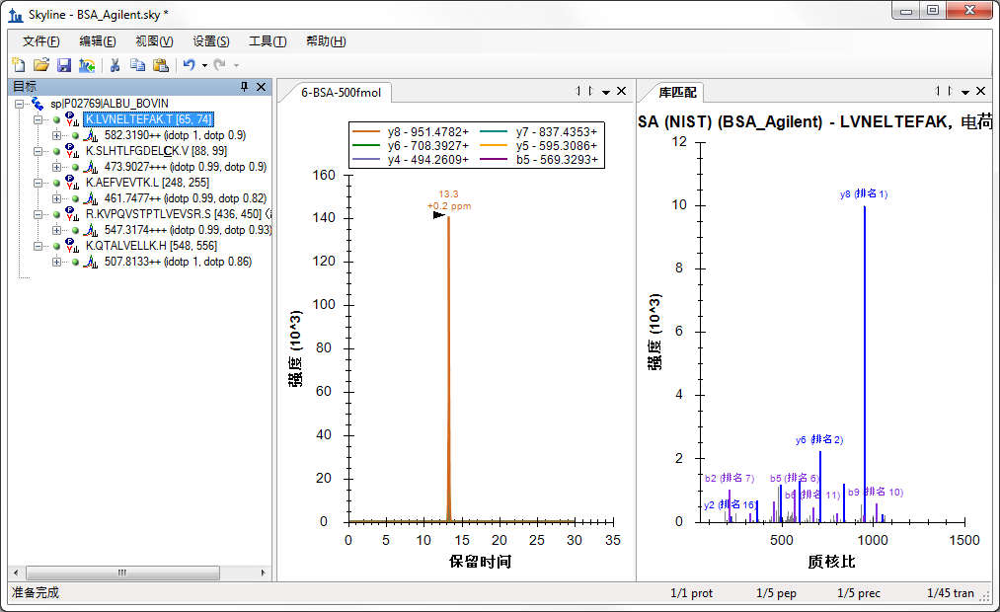 Skyline - BSA_Agilent.sky *
文件(F) 编辑(E) 视图(V) 设置(S) 工具(T) 帮助(H)
目标
sp|P02769|ALBU_BOVIN
K.LVNELTEFAK.T [65, 74]
582.3190++ (idotp 1, dotp 0.9)
K.SLHTLFGDELCK.V [88, 99]
473.9027+++ (idotp 0.99, dotp 0.9)
K.AEFVEVTK.L [248, 255]
461.7477++ (idotp 0.99, dotp 0.82)
R.KVPQVSTPTLVEVSR.S [436, 450]
547.3174+++ (idotp 0.99, dotp 0.93)
K.QTALVELLK.H [548, 556]
507.8133++ (idotp 1, dotp 0.86)
6-BSA-500fmol
y8 - 951.4782+ y7 - 837.4353+
y6 - 708.3927+ y5 - 595.3086+
y4 - 494.2609+ b5 - 569.3293+
160
140
120
100
80
60
40
20
0
强度 (10^3)
13.3
+0.2 ppm
0 5 10 15 20 25 30 35
保留时间
库匹配
SA (NIST) (BSA_Agilent) - LVNELTEFAK, 电荷
12
10
8
6
4
2
0
强度 (10^3)
y8 (排名 1)
y6 (排名 2)
b2 (排名 7)
b5 (排名 6)
b6 (排名 11)
b9 (排名 10)
y2 (排名 16)
500 1000 1500
质核比
准备完成
1/1 prot 1/5 pep 1/5 prec 1/45 tran